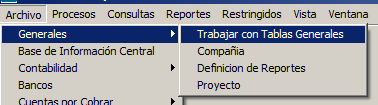 Archivo Procesos Consultas Reportes Restringidos Vista Ventana
Generales Trabajar con Tablas Generales
Base de Información Central Compañia
Contabilidad Definicion de Reportes
Bancos Proyecto
Cuentas por Cobrar